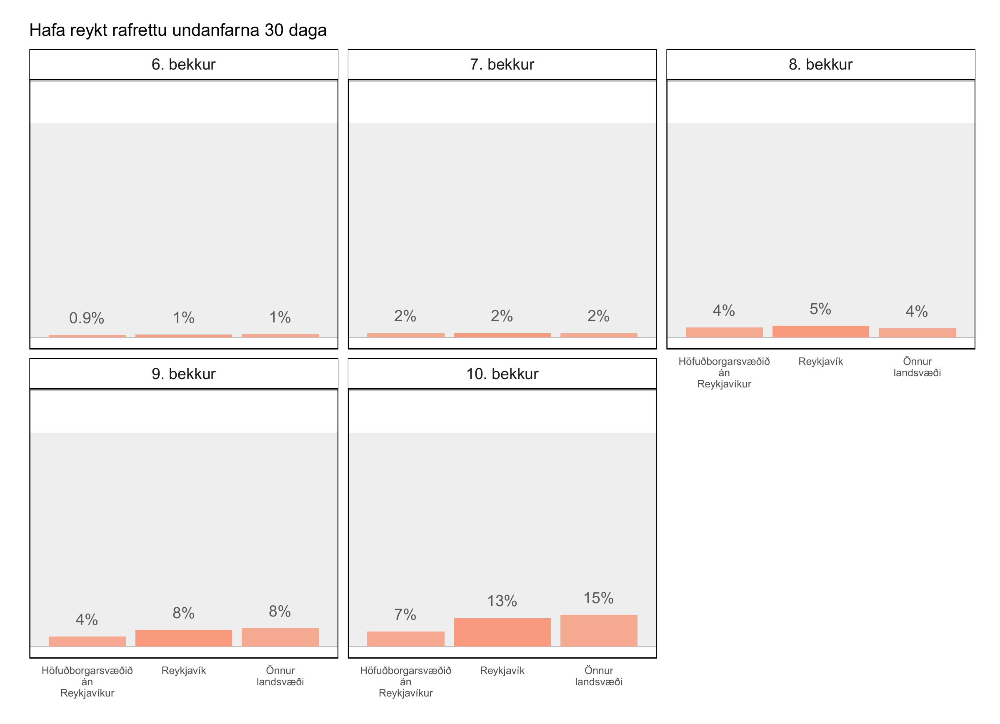 Hafa reykt rafrettu undanfarna 30 daga
6. bekkur
7. bekkur
8. bekkur
0.9%
1%
1%
2%
2%
2%
4%
5%
4%
Höfuðborgarsvæðið
án
Reykjavíkur
Reykjavík
Önnur
landsvæði
9. bekkur
10. bekkur
4%
8%
8%
7%
13%
15%
Höfuðborgarsvæðið
án
Reykjavíkur
Reykjavík
Önnur
landsvæði
Höfuðborgarsvæðið
án
Reykjavíkur
Reykjavík
Önnur
landsvæði